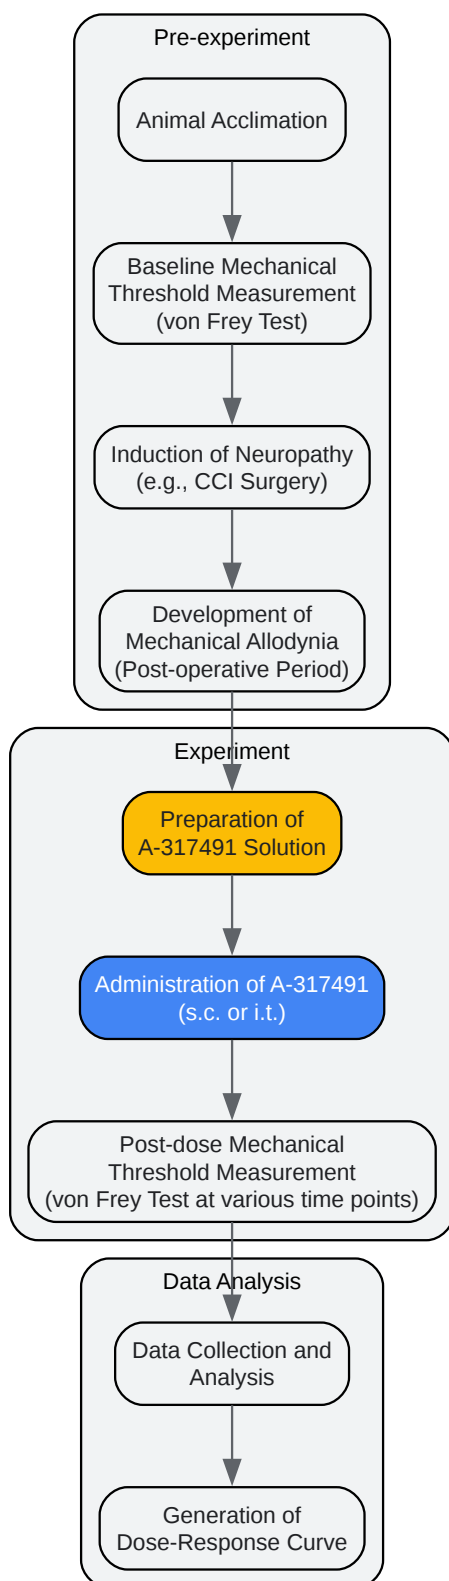 Pre-experiment
Animal Acclimation
Baseline Mechanical
Threshold Measurement
(von Frey Test)
Induction of Neuropathy
(e.g., CCI Surgery)
Development of
Mechanical Allodynia
(Post-operative Period)
Experiment
Preparation of
A-317491 Solution
Administration of A-317491
(s.c. or i.t.)
Post-dose Mechanical
Threshold Measurement
(von Frey Test at various time points)
Data Analysis
Data Collection and
Analysis
Generation of
Dose-Response Curve